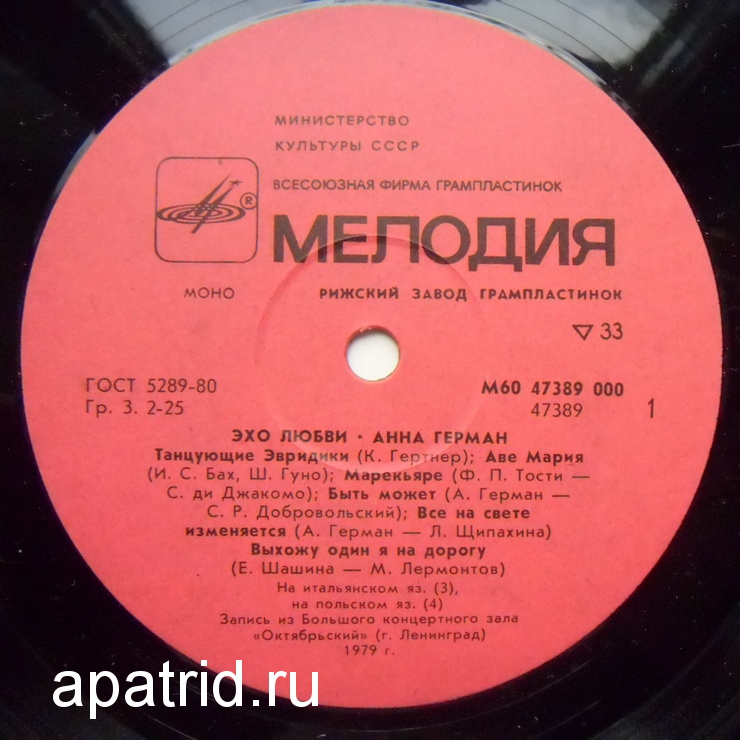 МИНИСТЕРСТВО
КУЛЬТУРЫ СССР
ВСЕСОЮЗНАЯ ФИРМА ГРАМПЛАСТИНОК
®
МЕЛОДИЯ
МОНО РИЖСКИЙ ЗАВОД ГРАМПЛАСТИНОК
▽ 33
ГОСТ 5289-80 М60 47389 000
Гр. 3. 2-25 47389 1
ЭХО ЛЮБВИ · АННА ГЕРМАН
Танцующие Эвридики (К. Гертнер); Аве Мария
(И. С. Бах, Ш. Гуно); Марекьяре (Ф. П. Тости —
С. ди Джакомо); Быть может (А. Герман —
С. Р. Добровольский); Все на свете
изменяется (А. Герман — Л. Щипахина)
Выхожу один я на дорогу
(Е. Шашина — М. Лермонтов)
На итальянском яз. (3),
на польском яз. (4)
Запись из Большого концертного зала
«Октябрьский» (г. Ленинград)
1979 г.
apatrid.ru